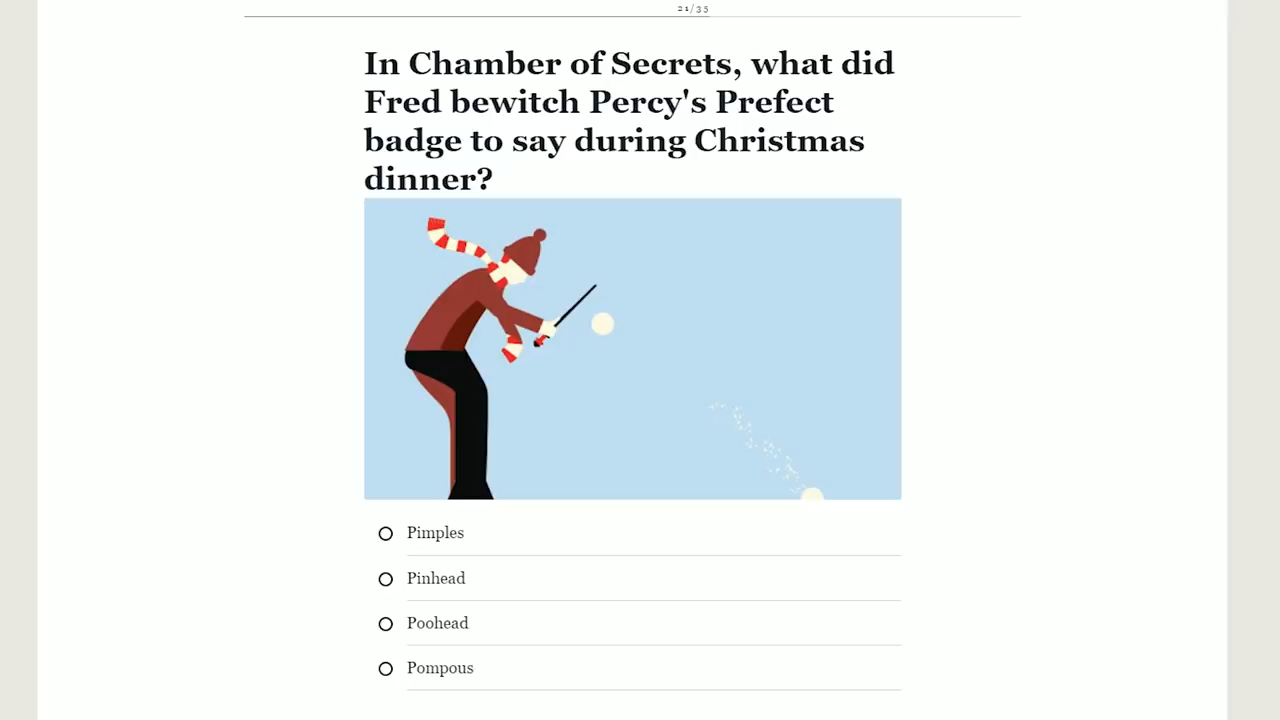 21/35
In Chamber of Secrets, what did
Fred bewitch Percy's Prefect
badge to say during Christmas
dinner?
Pimples
Pinhead
Poohead
Pompous